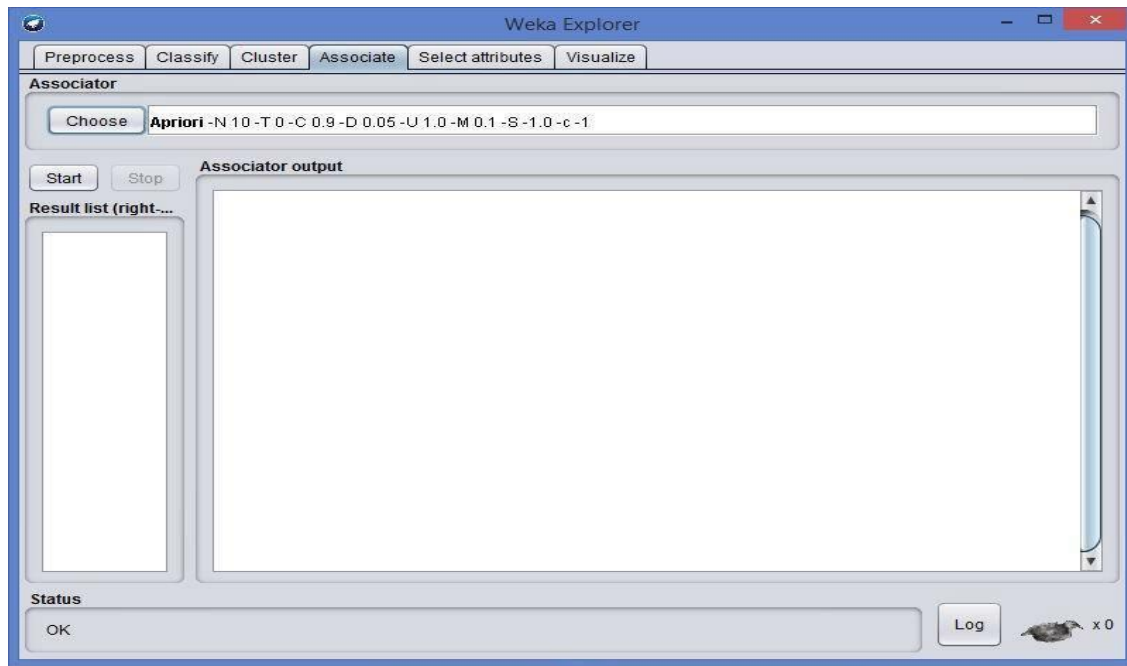 Weka Explorer
Preprocess Classify Cluster Associate Select attributes Visualize
Associator
Choose Apriori -N 10 -T 0 -C 0.9 -D 0.05 -U 1.0 -M 0.1 -S -1.0 -c -1
Start Stop
Associator output
Result list (right-...
Status
OK
Log
x 0